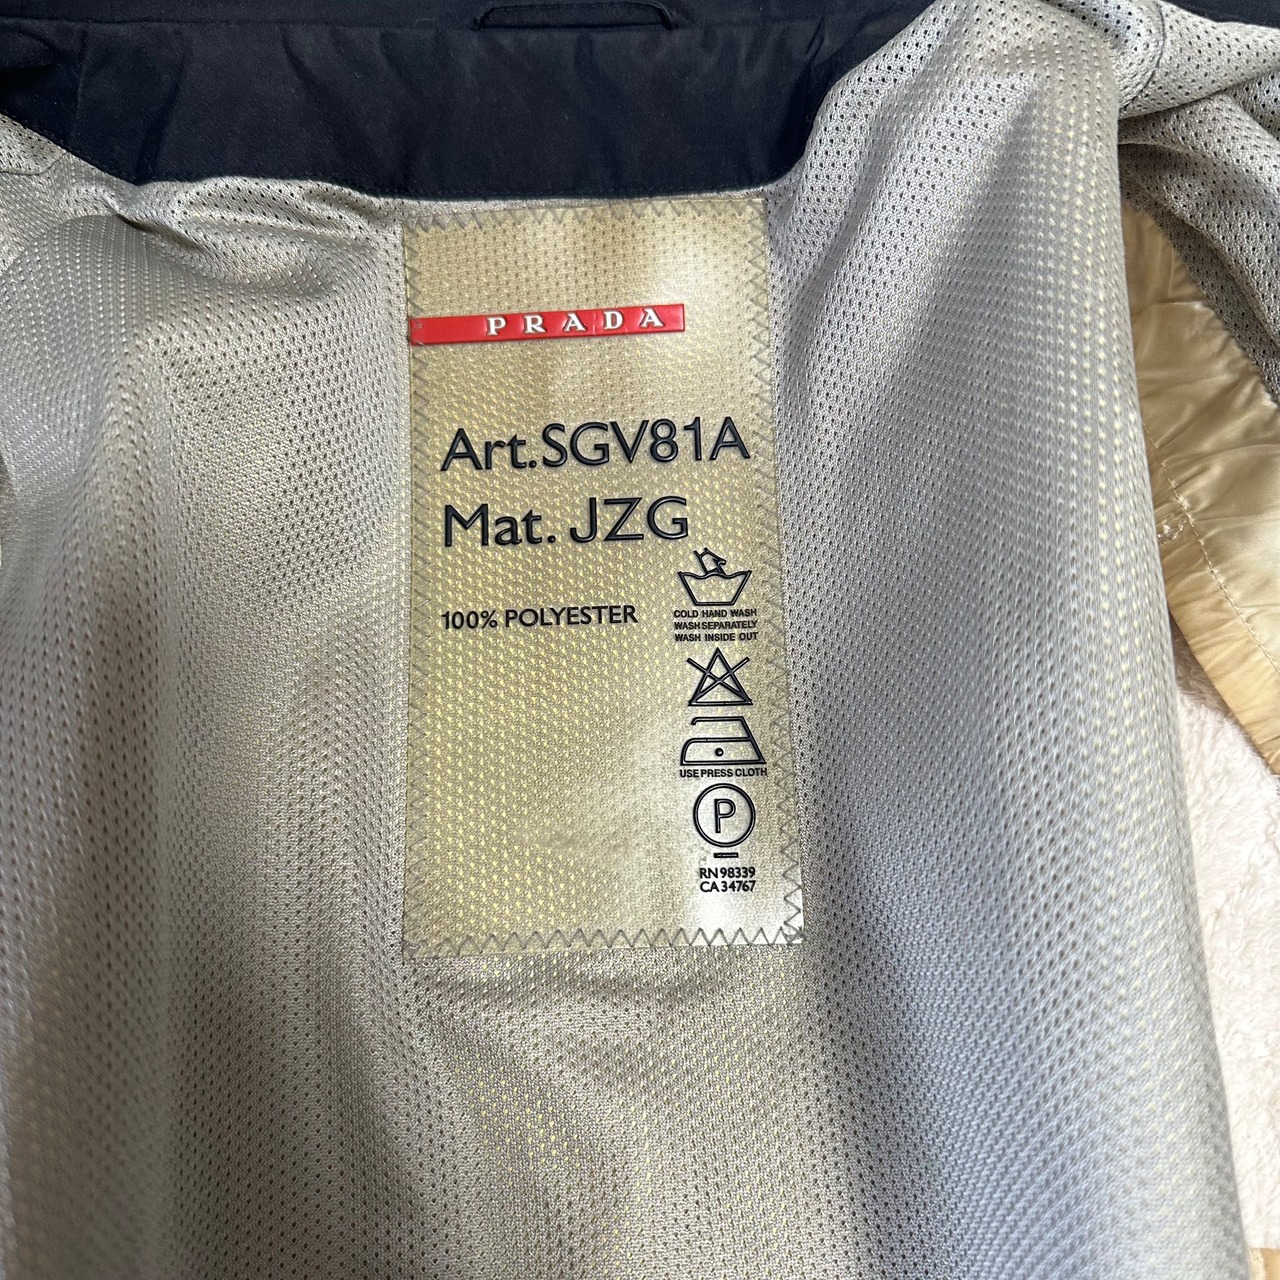 PRADA
Art.SGV81A
Mat. JZG
100% POLYESTER
COLD HAND WASH
WASH SEPARATELY
WASH INSIDE OUT
USE PRESS CLOTH
P
RN 98339
CA 34767